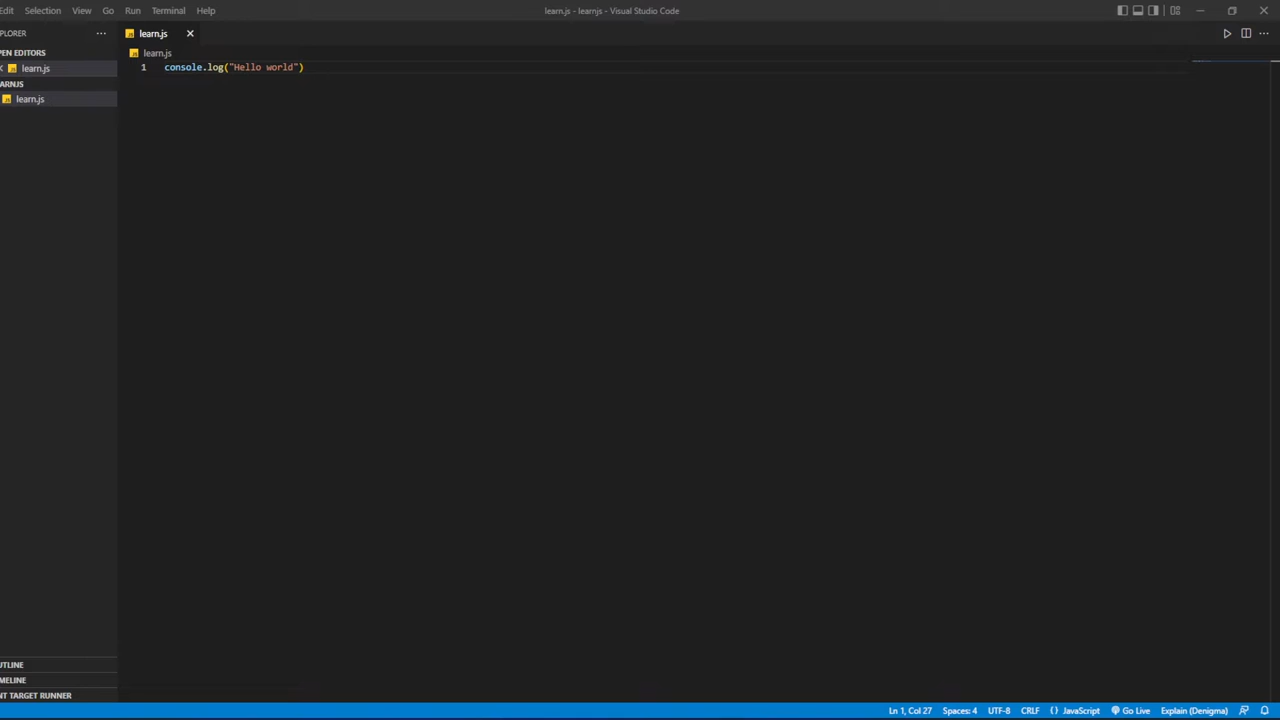 Edit Selection View Go Run Terminal Help learn.js - learnjs - Visual Studio Code
PLORER
learn.js
PEN EDITORS
learn.js
ARNJS
learn.js
learn.js
1 console.log("Hello world")
UTLINE
MELINE
NT TARGET RUNNER
Ln 1, Col 27 Spaces: 4 UTF-8 CRLF {} JavaScript Go Live Explain (Denigma)